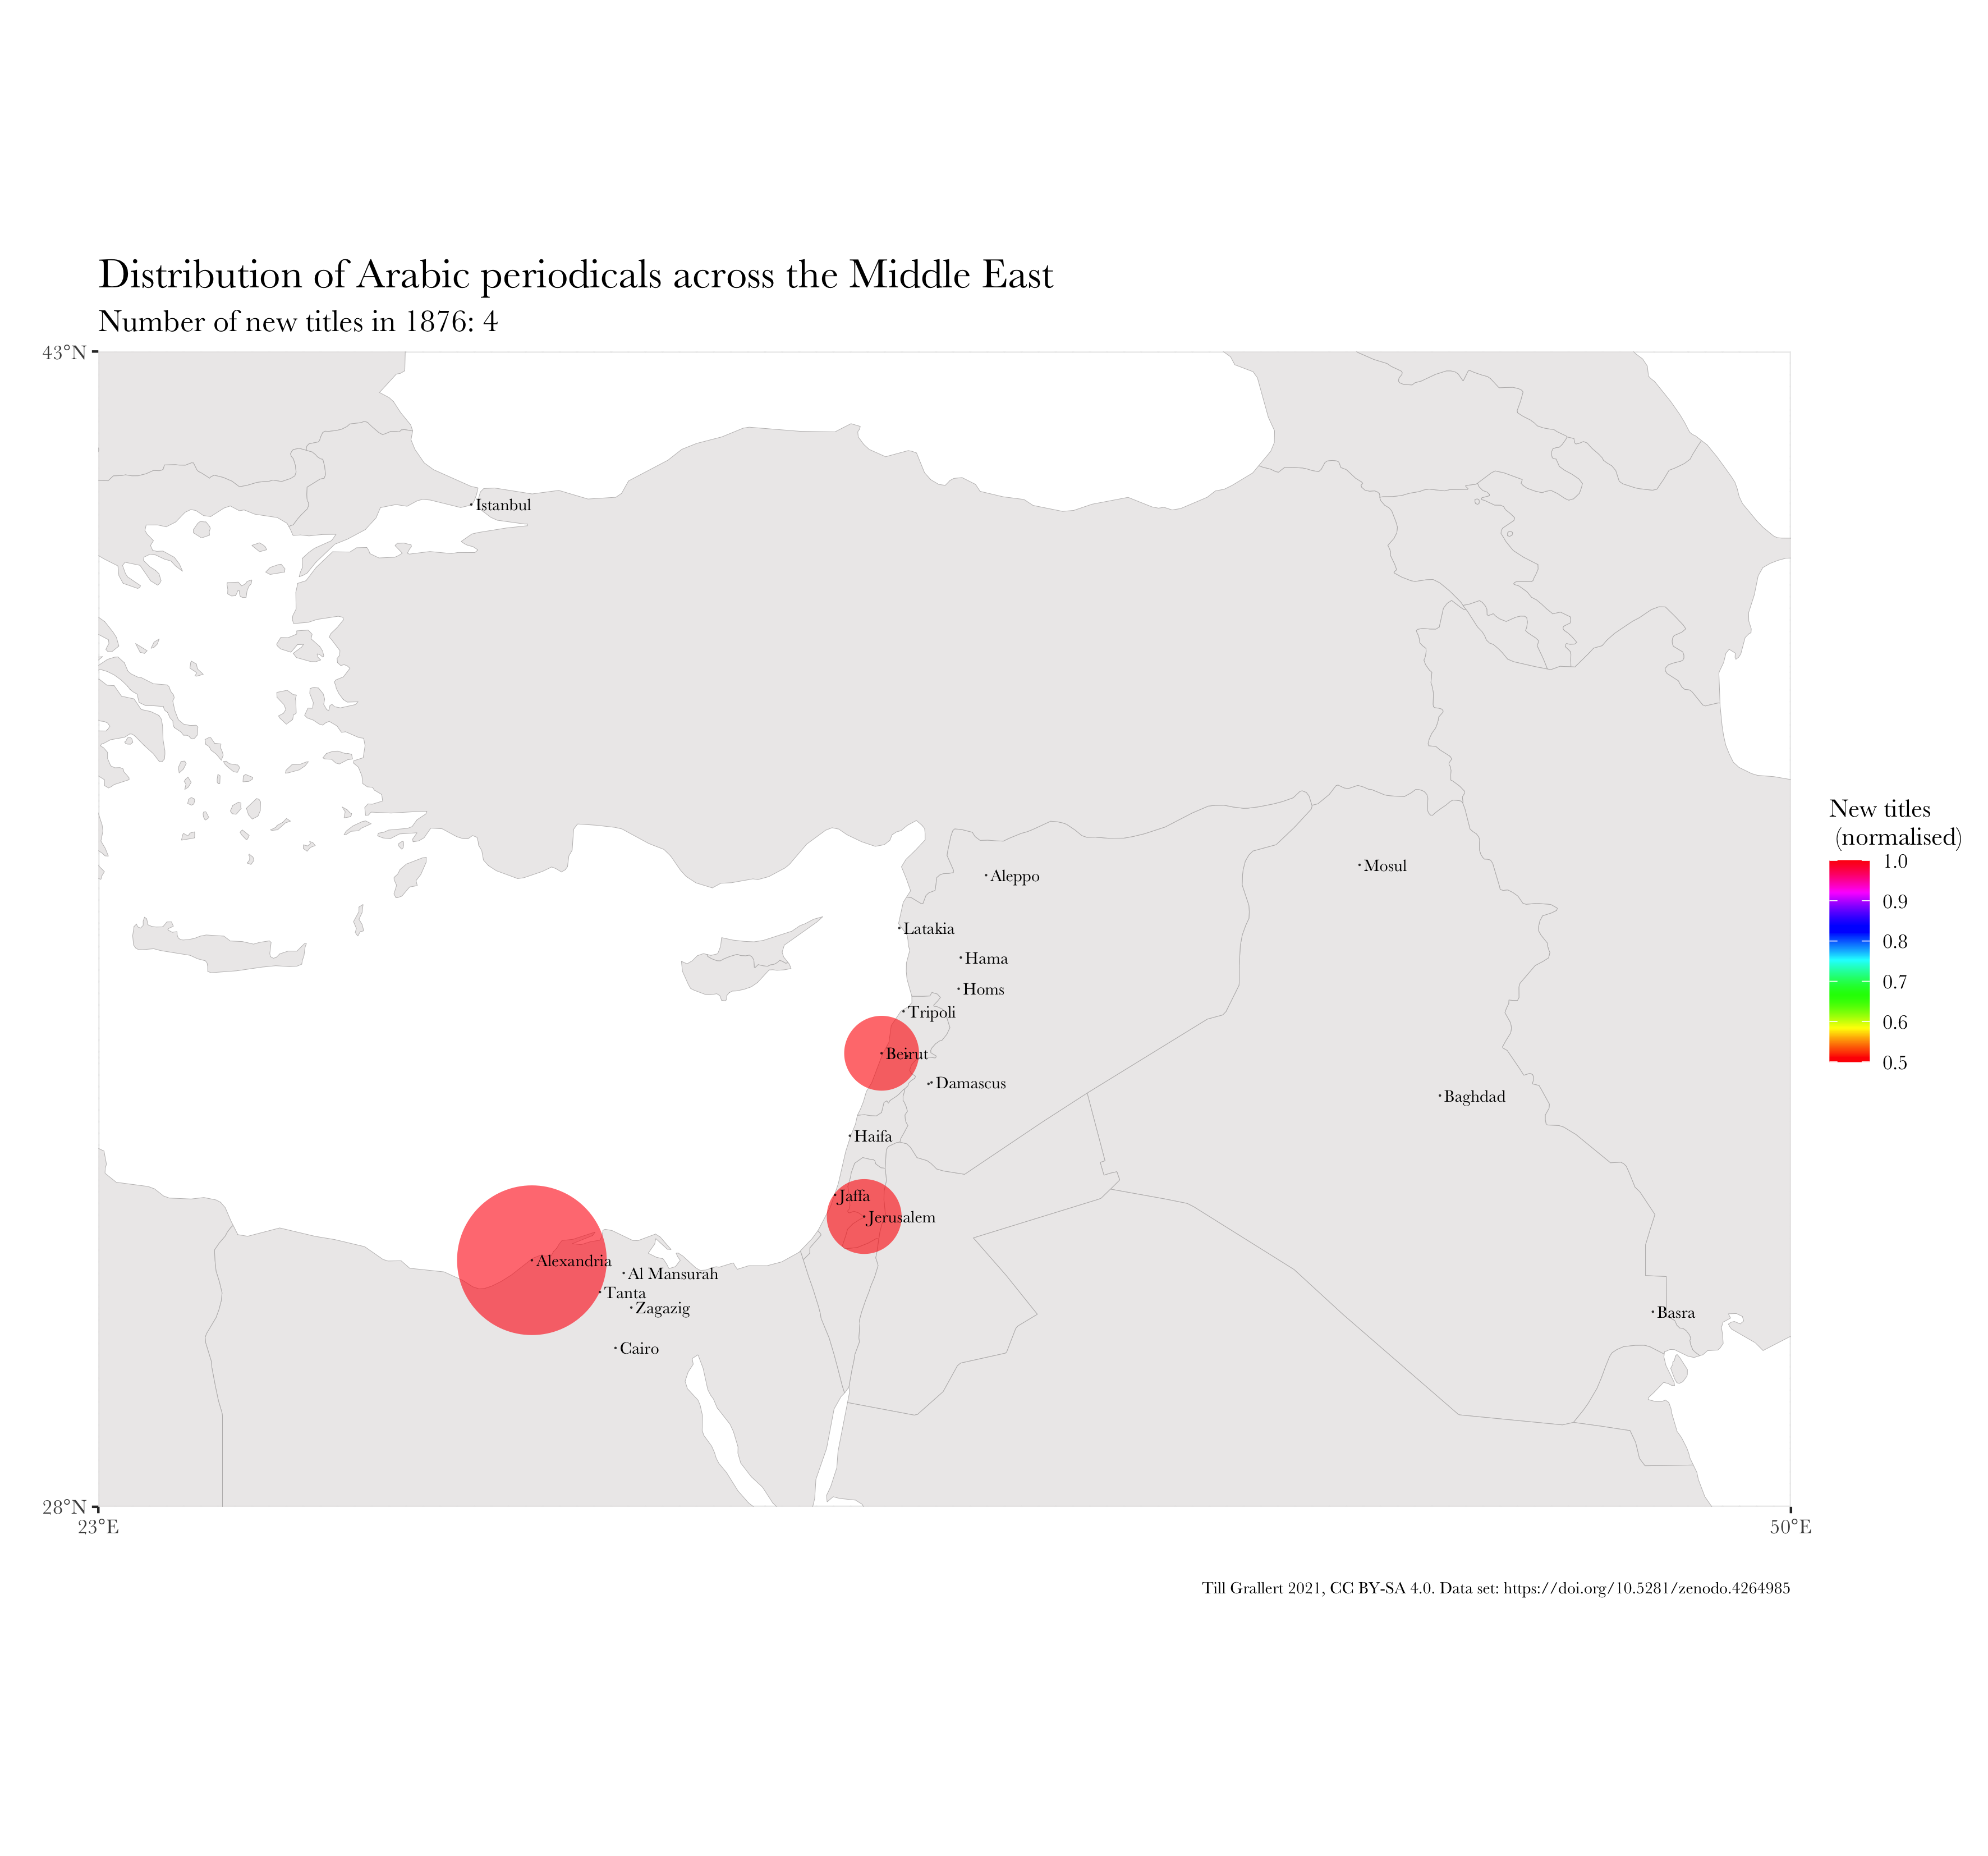 Distribution of Arabic periodicals across the Middle East
Number of new titles in 1876: 4
43°N
Istanbul
Mosul
Aleppo
Latakia
Hama
Homs
Tripoli
Beirut
Damascus
Baghdad
Haifa
Jaffa
Jerusalem
Alexandria
Al Mansurah
Tanta
Zagazig
Basra
Cairo
28°N
23°E
50°E
New titles
(normalised)
1.0
0.9
0.8
0.7
0.6
0.5
Till Grallert 2021, CC BY-SA 4.0. Data set: https://doi.org/10.5281/zenodo.4264985